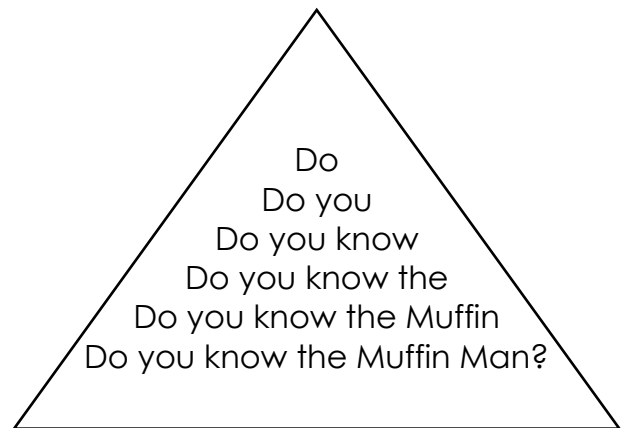 Do
Do you
Do you know
Do you know the
Do you know the Muffin
Do you know the Muffin Man?